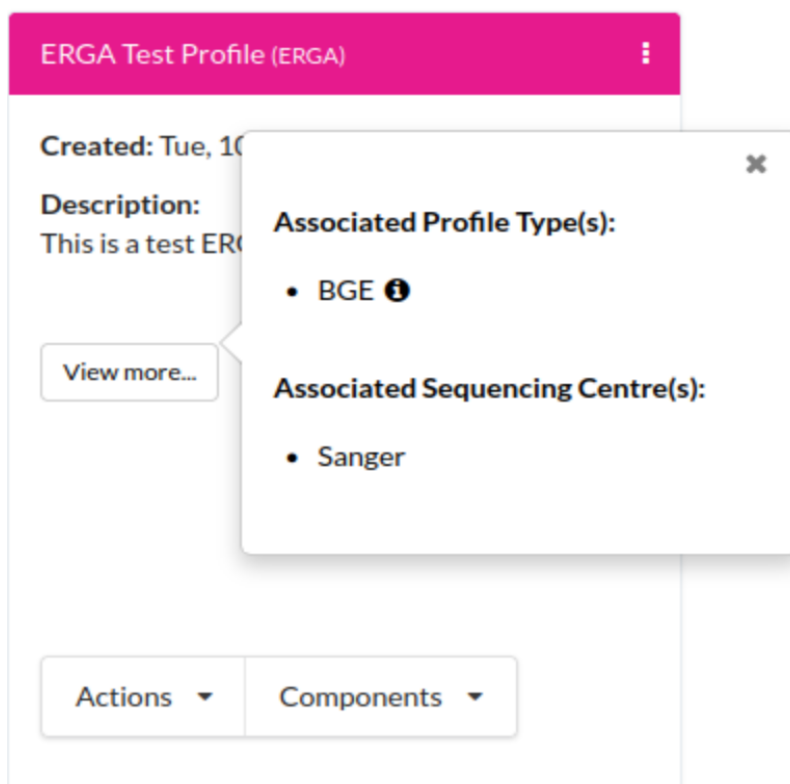 ERGA Test Profile (ERGA)
Created: Tue, 10
Description:
This is a test ERG
View more...
Associated Profile Type(s):
• BGE
Associated Sequencing Centre(s):
• Sanger
Actions
Components